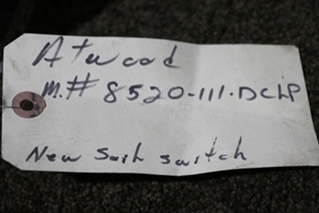 Atwood
M.# 8520-111-DCLP
New Sail switch